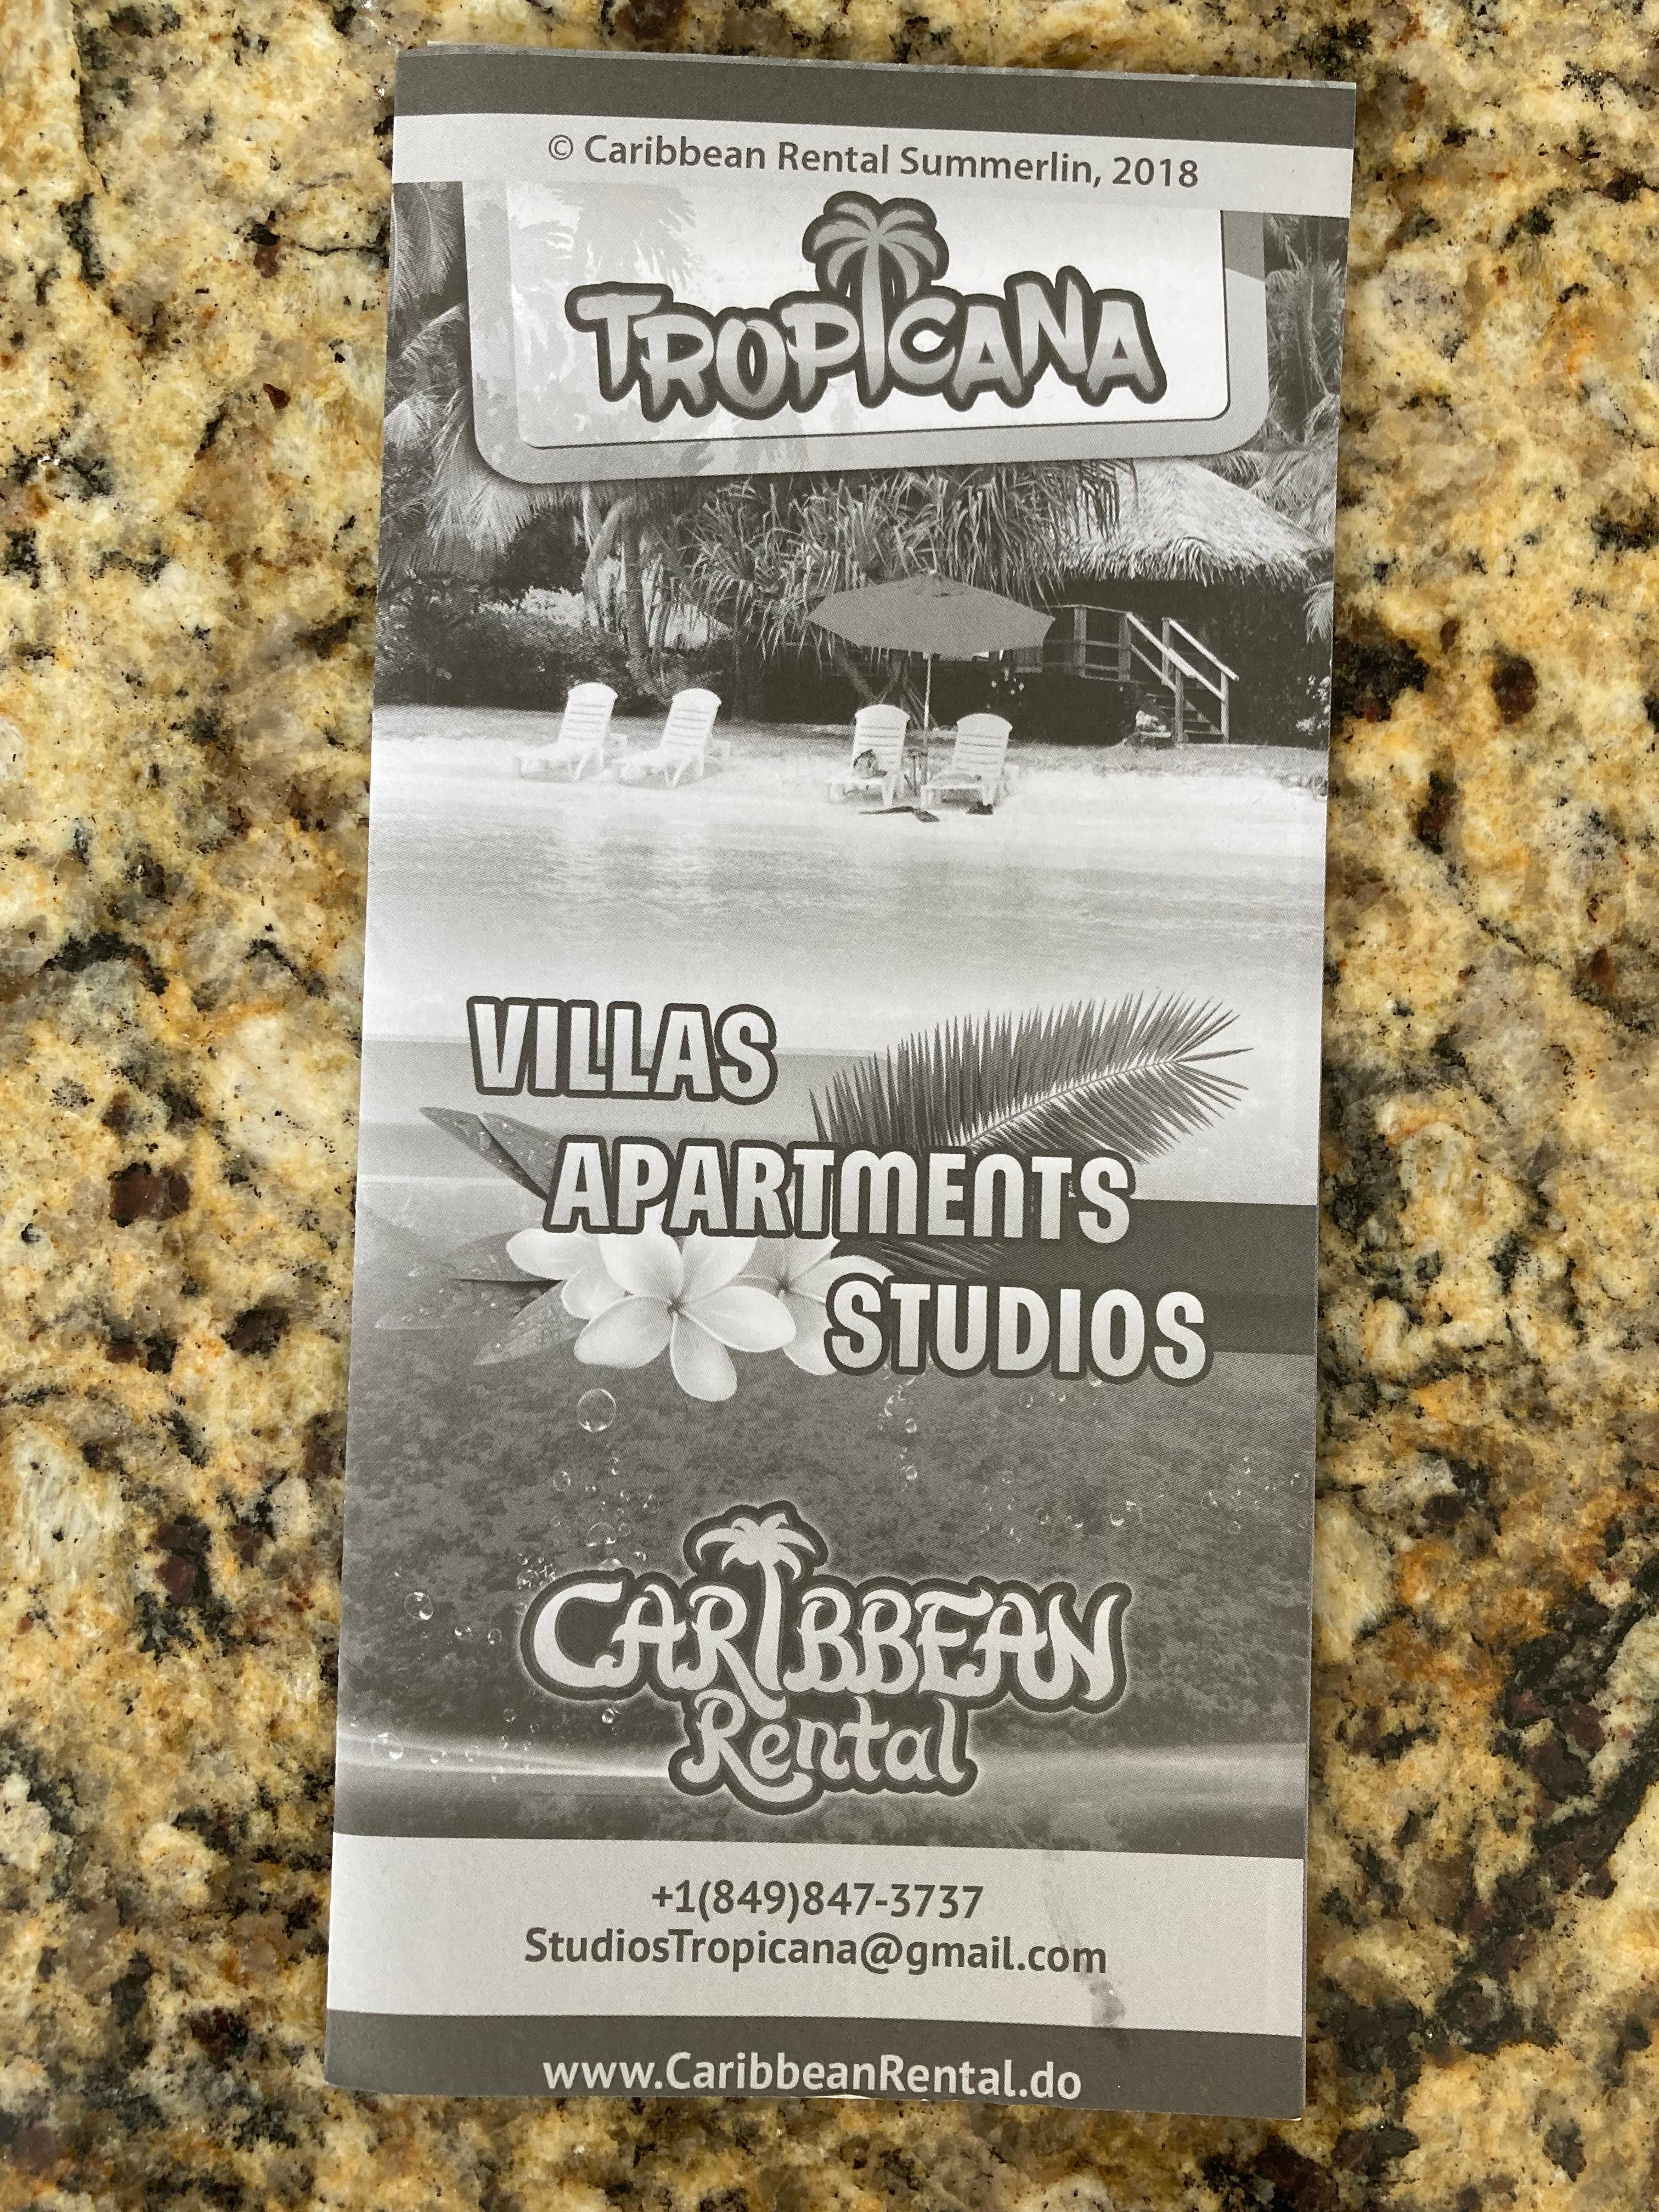 © Caribbean Rental Summerlin, 2018
TROPICANA
VILLAS
APARTMENTS
STUDIOS
CARIBBEAN
Rental
+1(849)847-3737
StudiosTropicana@gmail.com
www.CaribbeanRental.do